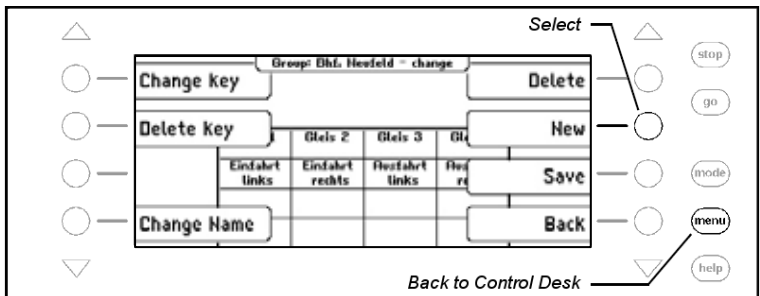 Select
Group: Bhf. Neufeld - change
Change key
Delete
stop
go
Delete key
New
Gleis 2
Gleis 3
Einfahrt
links
Einfahrt
rechts
Ausfahrt
links
Save
mode
Change Name
Back
menu
Back to Control Desk
help